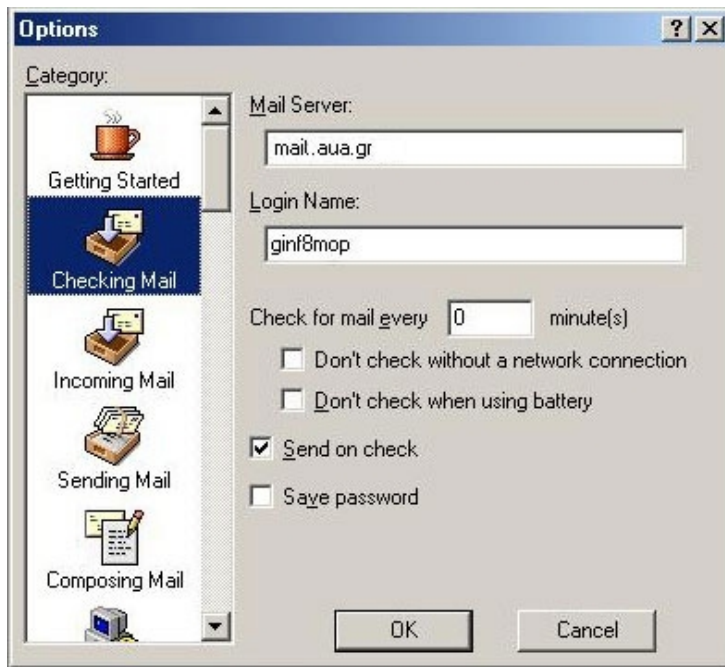 Options
Category:
Getting Started
Checking Mail
Incoming Mail
Sending Mail
Composing Mail
Mail Server:
mail.aua.gr
Login Name:
ginf8mop
Check for mail every 0 minute(s)
Don't check without a network connection
Don't check when using battery
Send on check
Save password
OK
Cancel